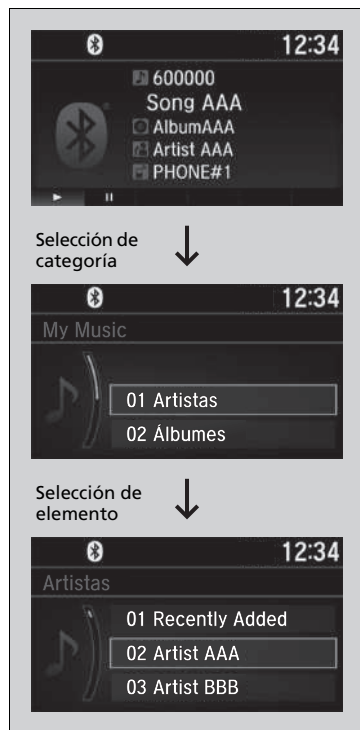 12:34
600000
Song AAA
AlbumAAA
Artist AAA
PHONE#1
Selección de
categoría
12:34
My Music
01 Artistas
02 Álbumes
Selección de
elemento
12:34
Artistas
01 Recently Added
02 Artist AAA
03 Artist BBB